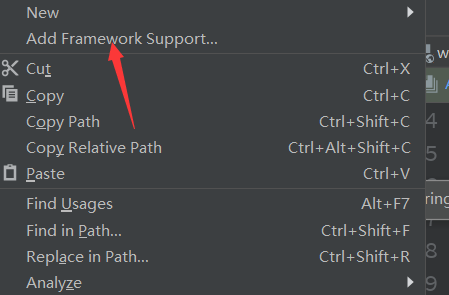 New
Add Framework Support...
Cut Ctrl+X
Copy Ctrl+C
Copy Path Ctrl+Shift+C
Copy Relative Path Ctrl+Alt+Shift+C
Paste Ctrl+V
Find Usages Alt+F7
Find in Path... Ctrl+Shift+F
Replace in Path... Ctrl+Shift+R
Analyze
w
4
5
ring
8
9